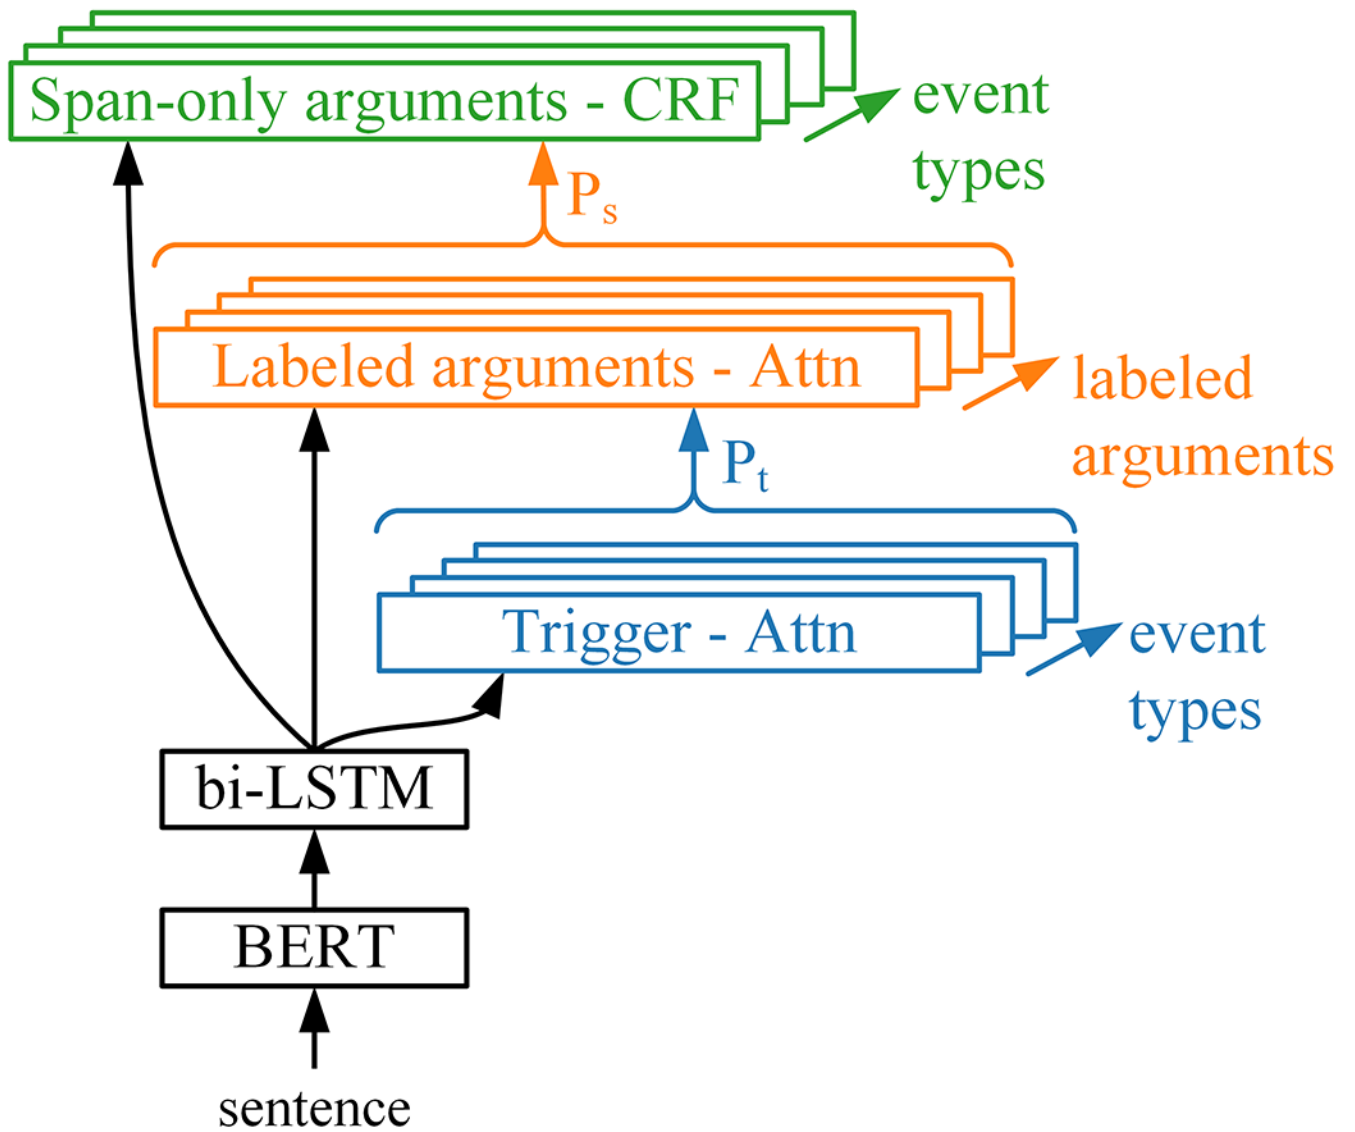 Span-only arguments - CRF
event
types
Ps
Labeled arguments - Attn
labeled
arguments
Pt
Trigger - Attn
event
types
bi-LSTM
BERT
sentence